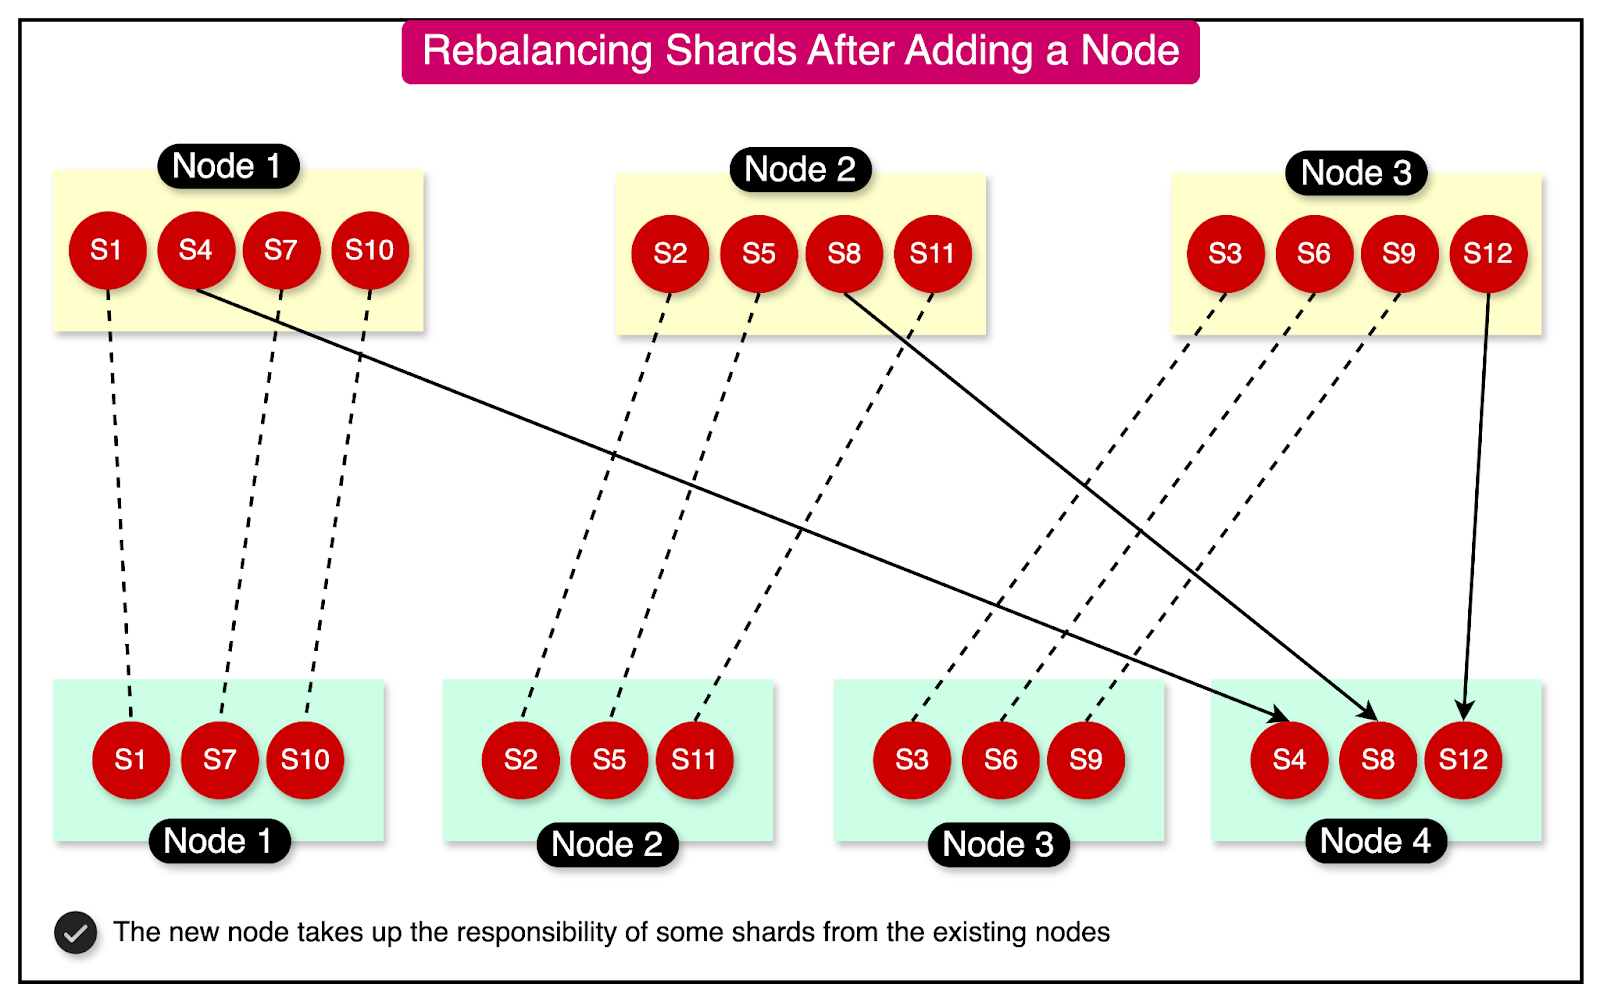 Rebalancing Shards After Adding a Node
Node 1
Node 2
Node 3
S1 S4 S7 S10
S2 S5 S8 S11
S3 S6 S9 S12
S1 S7 S10
S2 S5 S11
S3 S6 S9
S4 S8 S12
Node 1
Node 2
Node 3
Node 4
The new node takes up the responsibility of some shards from the existing nodes